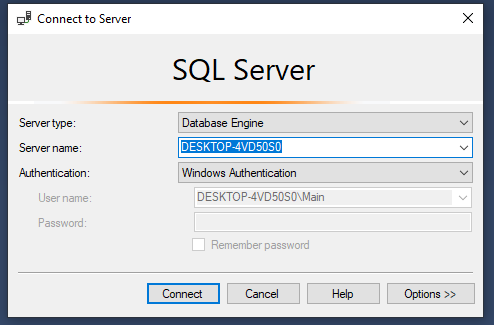 Connect to Server
SQL Server
Server type: Database Engine
Server name: DESKTOP-4VD50S0
Authentication: Windows Authentication
User name: DESKTOP-4VD50S0\Main
Password:
Remember password
Connect Cancel Help Options >>